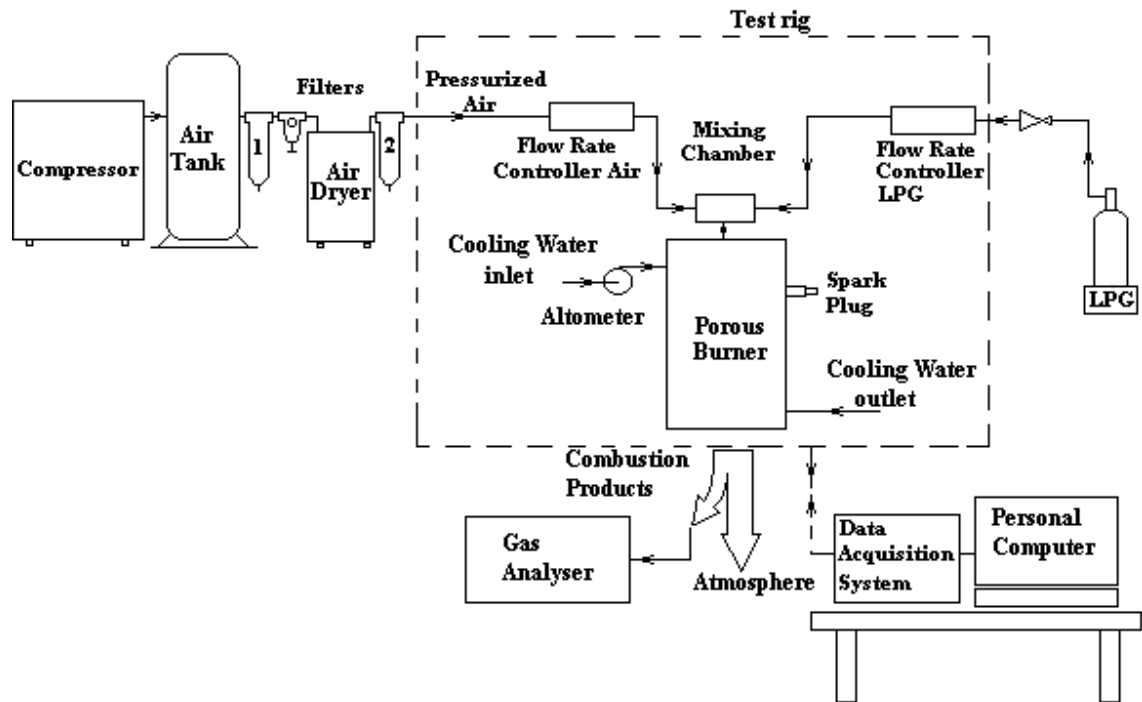 Test rig
Compressor
Air
Tank
Filters
1
Air
Dryer
2
Pressurized
Air
Flow Rate
Controller Air
Mixing
Chamber
Flow Rate
Controller
LPG
LPG
Cooling Water
inlet
Altometer
Porous
Burner
Spark
Plug
Cooling Water
outlet
Combustion
Products
Gas
Analyser
Atmosphere
Data
Acquisition
System
Personal
Computer